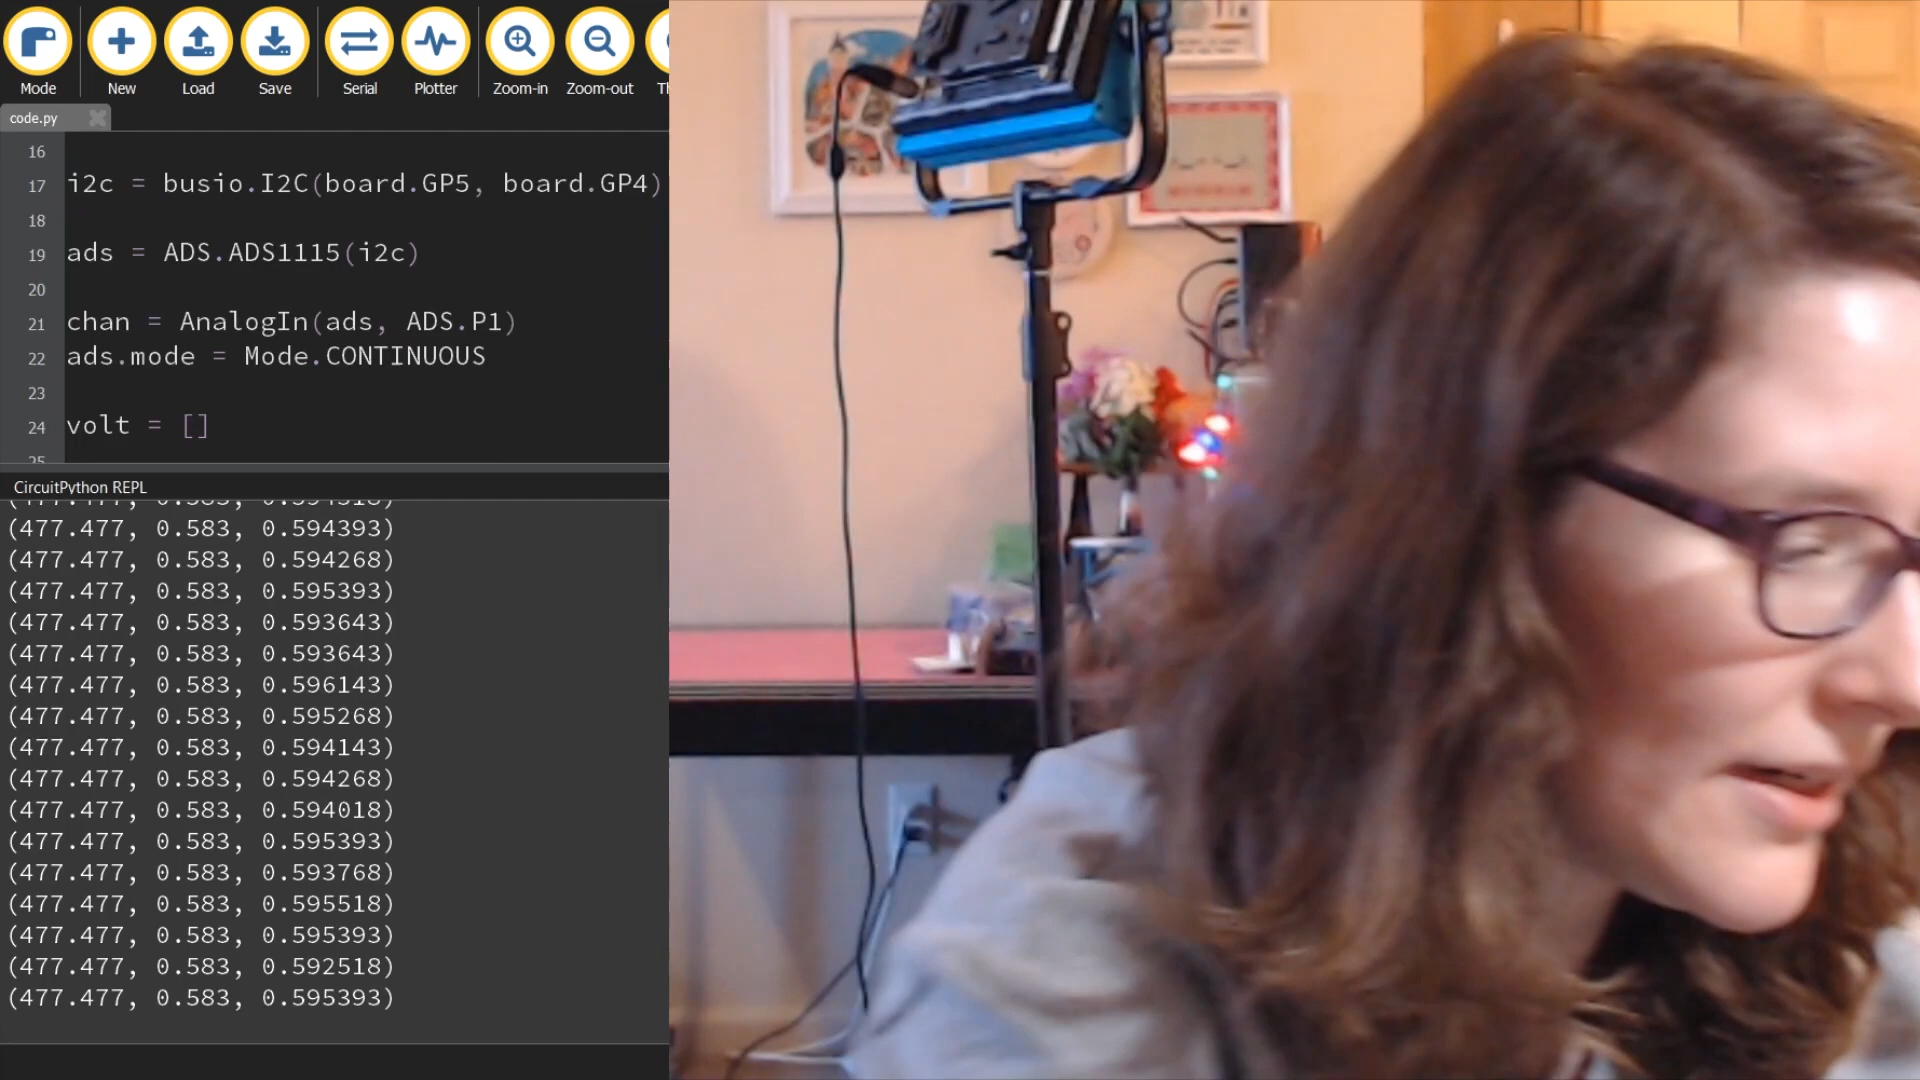 Mode
New
Load
Save
Serial
Plotter
Zoom-in
Zoom-out
code.py
16
17 i2c = busio.I2C(board.GP5, board.GP4)
18
19 ads = ADS.ADS1115(i2c)
20
21 chan = AnalogIn(ads, ADS.P1)
22 ads.mode = Mode.CONTINUOUS
23
24 volt = []
25
CircuitPython REPL
(477.477, 0.583, 0.594393)
(477.477, 0.583, 0.594268)
(477.477, 0.583, 0.595393)
(477.477, 0.583, 0.593643)
(477.477, 0.583, 0.593643)
(477.477, 0.583, 0.596143)
(477.477, 0.583, 0.595268)
(477.477, 0.583, 0.594143)
(477.477, 0.583, 0.594268)
(477.477, 0.583, 0.594018)
(477.477, 0.583, 0.595393)
(477.477, 0.583, 0.593768)
(477.477, 0.583, 0.595518)
(477.477, 0.583, 0.595393)
(477.477, 0.583, 0.592518)
(477.477, 0.583, 0.595393)